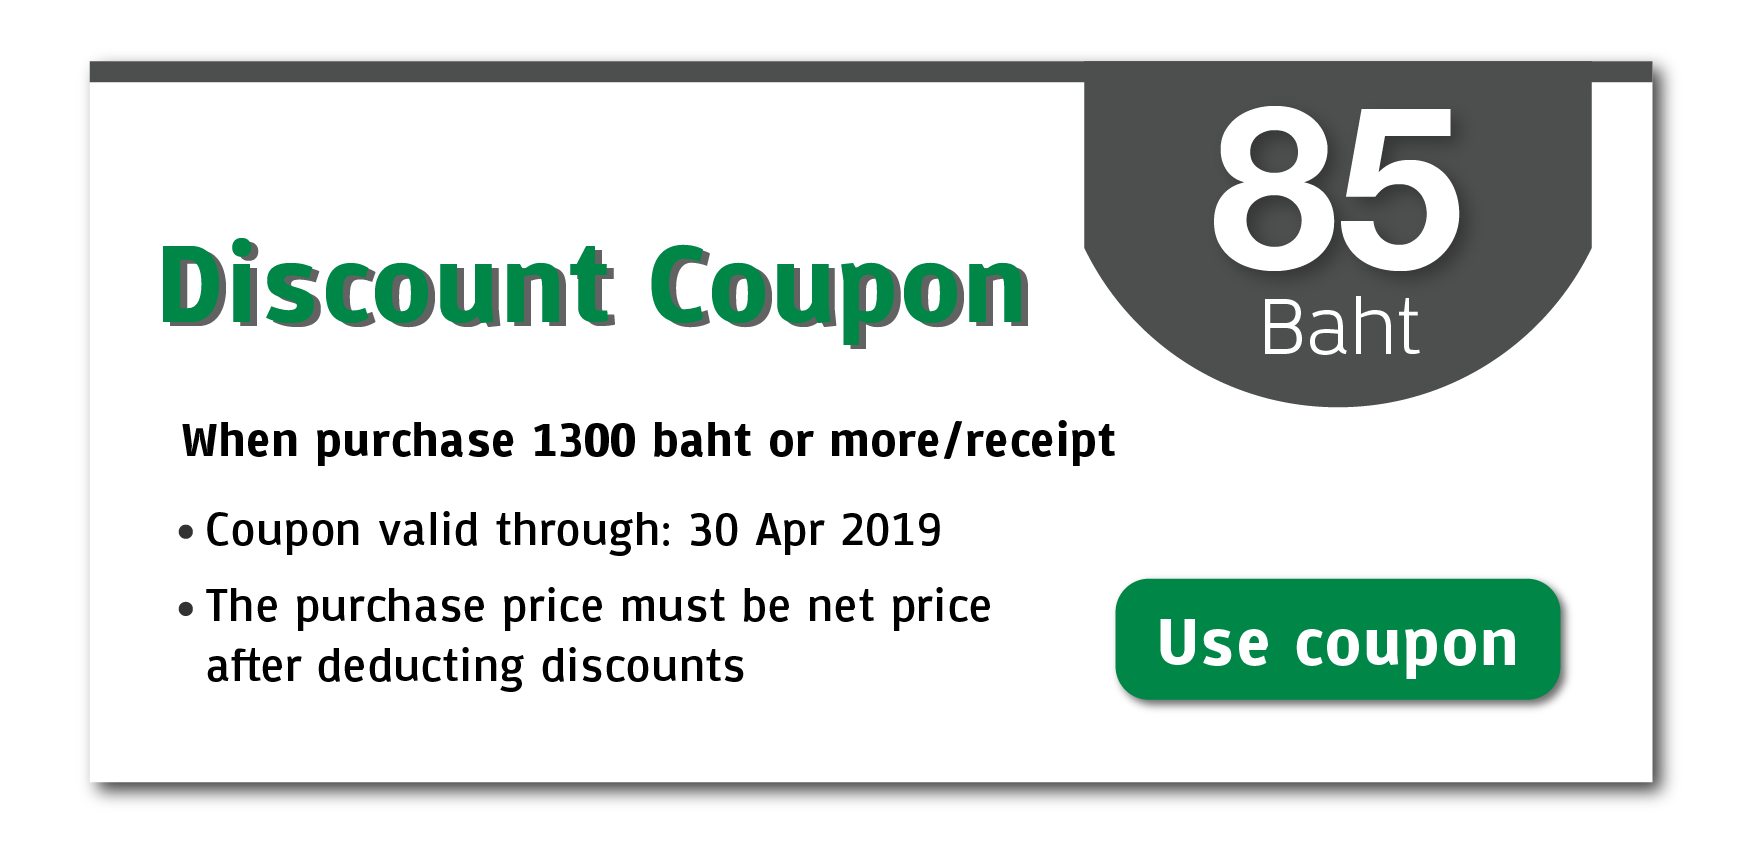 85
Baht
Discount Coupon
When purchase 1300 baht or more/receipt
• Coupon valid through: 30 Apr 2019
• The purchase price must be net price
after deducting discounts
Use coupon